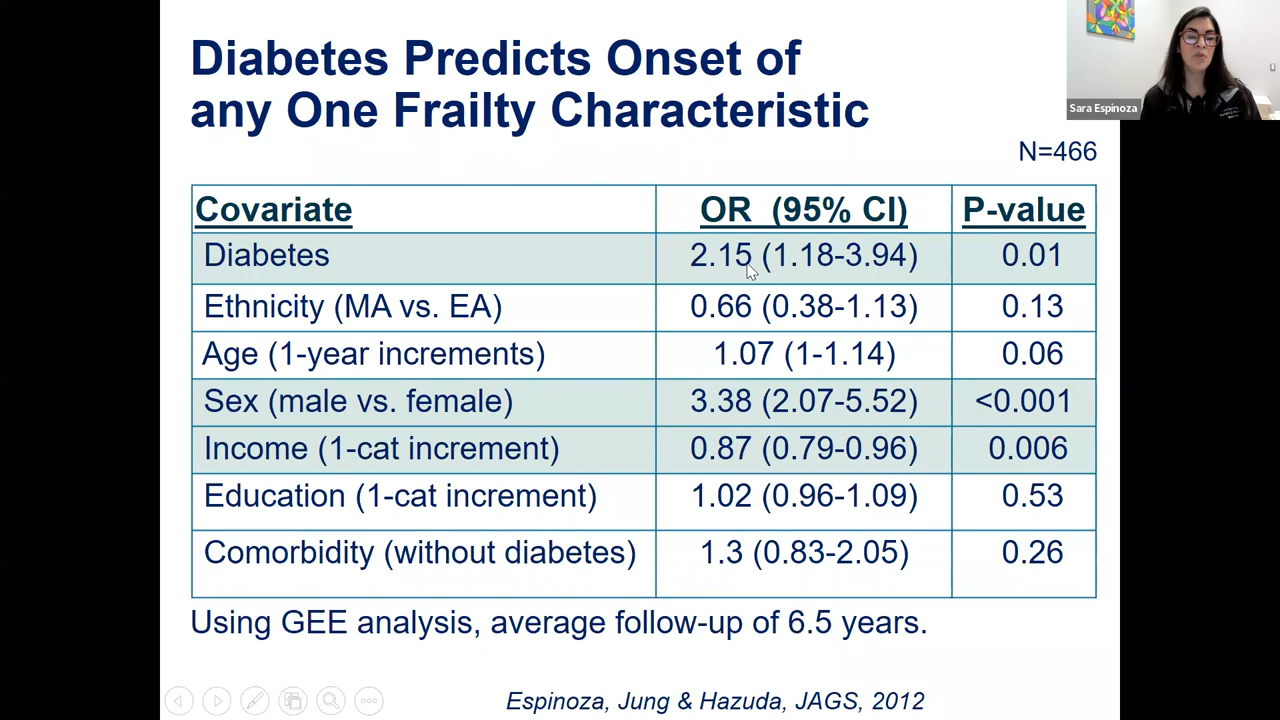 Diabetes Predicts Onset of
any One Frailty Characteristic
Sara Espinoza
N=466
Covariate OR (95% CI) P-value
Diabetes 2.15 (1.18-3.94) 0.01
Ethnicity (MA vs. EA) 0.66 (0.38-1.13) 0.13
Age (1-year increments) 1.07 (1-1.14) 0.06
Sex (male vs. female) 3.38 (2.07-5.52) <0.001
Income (1-cat increment) 0.87 (0.79-0.96) 0.006
Education (1-cat increment) 1.02 (0.96-1.09) 0.53
Comorbidity (without diabetes) 1.3 (0.83-2.05) 0.26
Using GEE analysis, average follow-up of 6.5 years.
Espinoza, Jung & Hazuda, JAGS, 2012